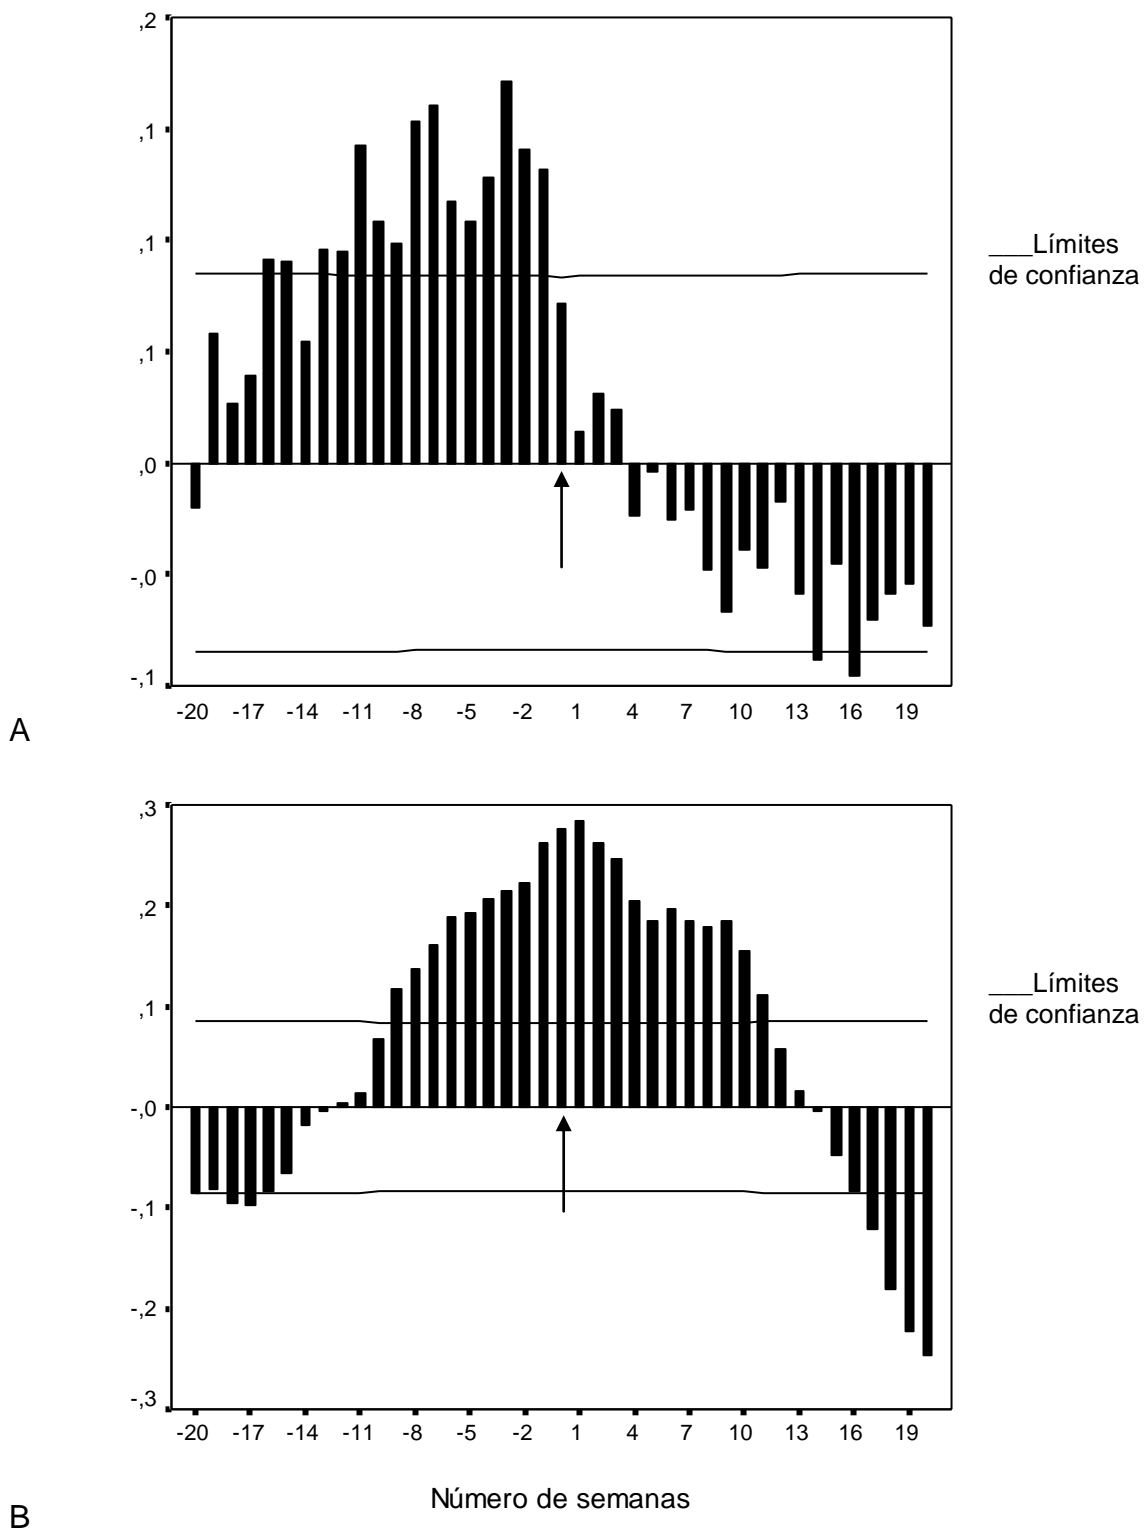 ,2
,1
,1
,1
,0
-,0
-,1
___Límites
de confianza
-20 -17 -14 -11 -8 -5 -2 1 4 7 10 13 16 19
A
,3
,2
,1
-,0
-,1
-,2
-,3
___Límites
de confianza
-20 -17 -14 -11 -8 -5 -2 1 4 7 10 13 16 19
Número de semanas
B